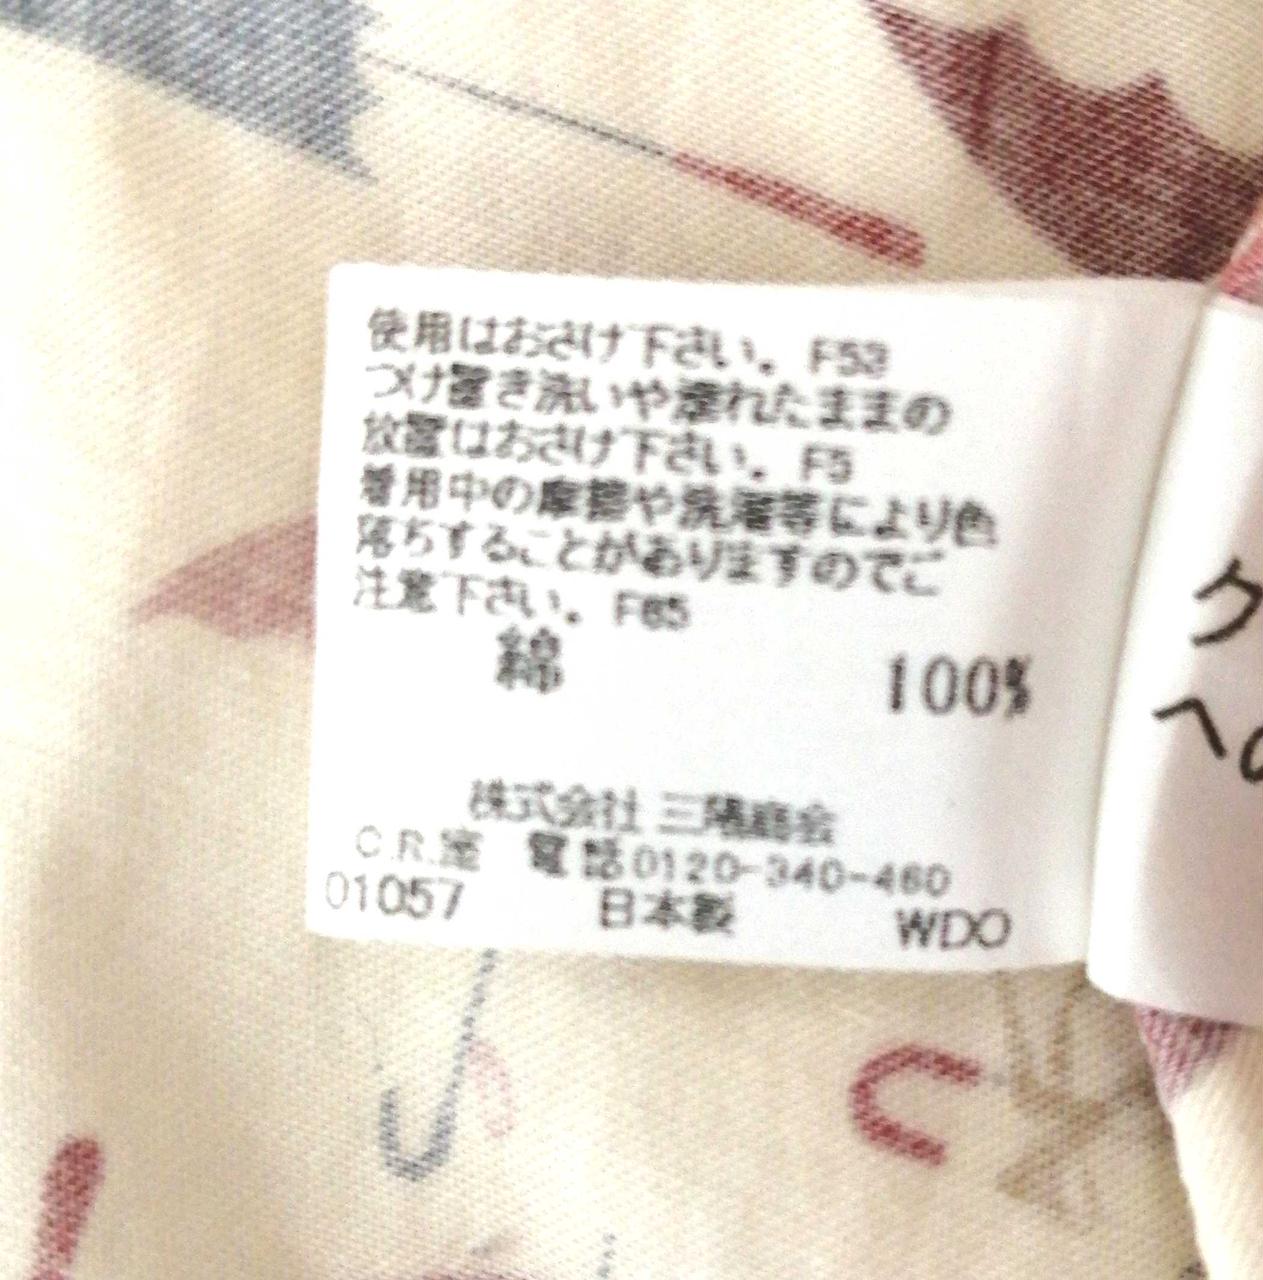 使用はおさけ下さい。F53
つけ置き洗いや濡れたままの
放置はおさけ下さい。F5
着用中の摩擦や洗濯等により色
落ちすることがありますのでご
注意下さい。F65
綿 100%
株式会社 三陽商会
C.R.室 電話0120-340-460
01057 日本製 WDO
ク
への